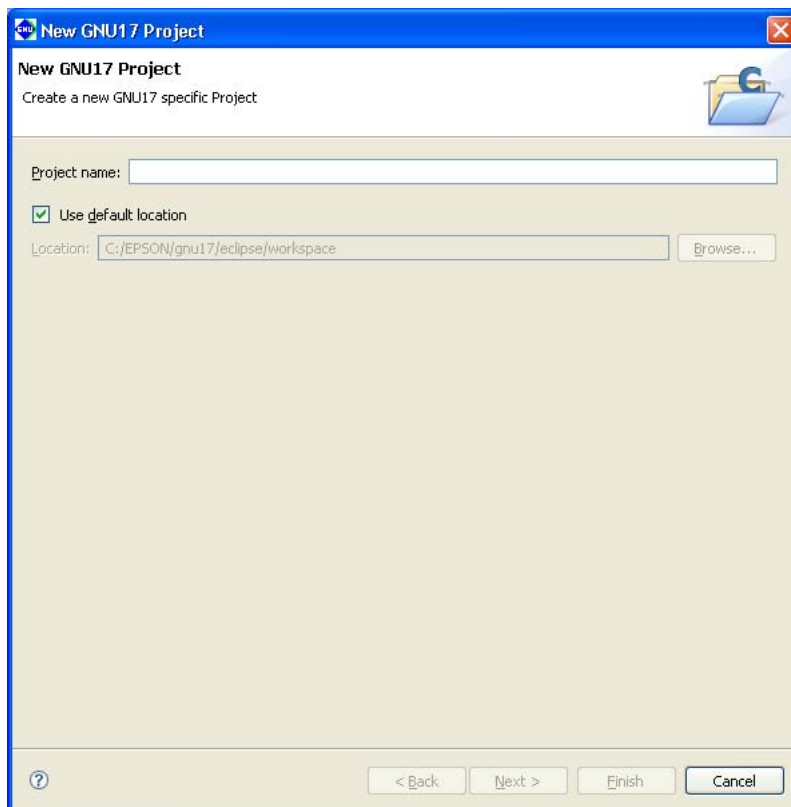 GNU New GNU17 Project
New GNU17 Project
Create a new GNU17 specific Project
Project name:
Use default location
Location: C:/EPSON/gnu17/eclipse/workspace Browse...
< Back Next > Finish Cancel